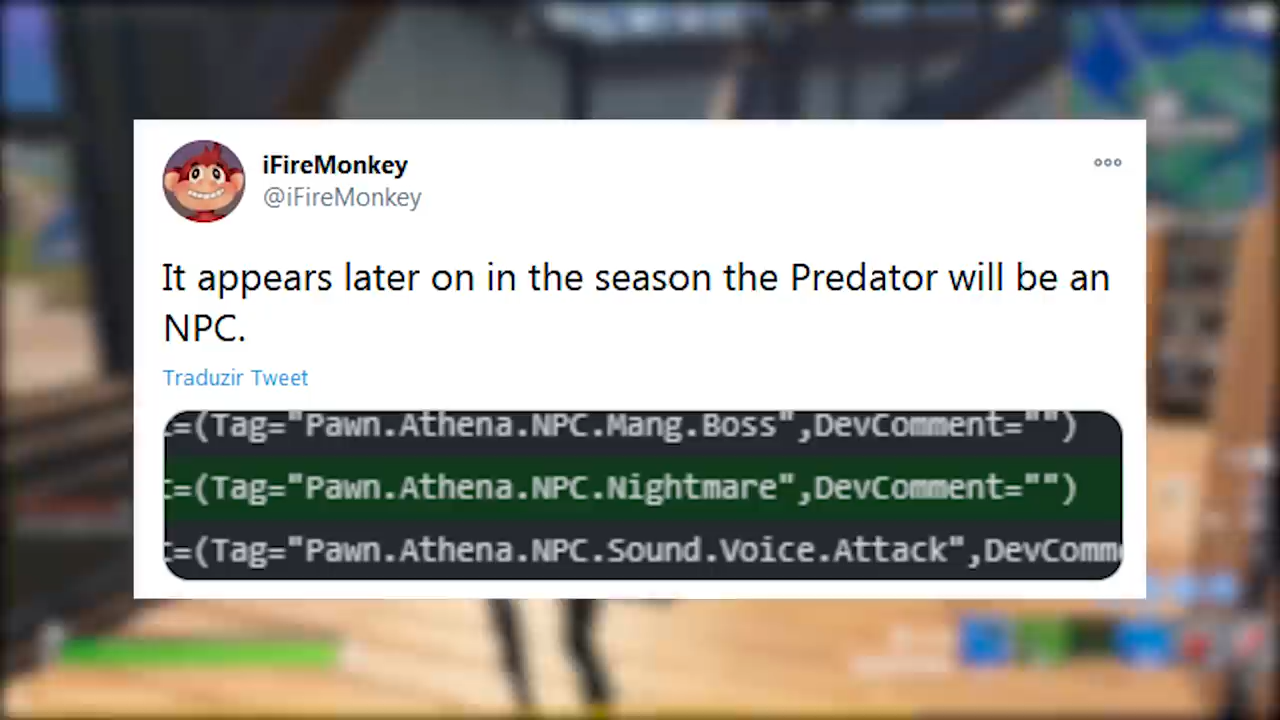 iFireMonkey
@iFireMonkey
It appears later on in the season the Predator will be an
NPC.
Traduzir Tweet
=(Tag="Pawn.Athena.NPC.Mang.Boss",DevComment="")
=(Tag="Pawn.Athena.NPC.Nightmare",DevComment="")
=(Tag="Pawn.Athena.NPC.Sound.Voice.Attack",DevComm